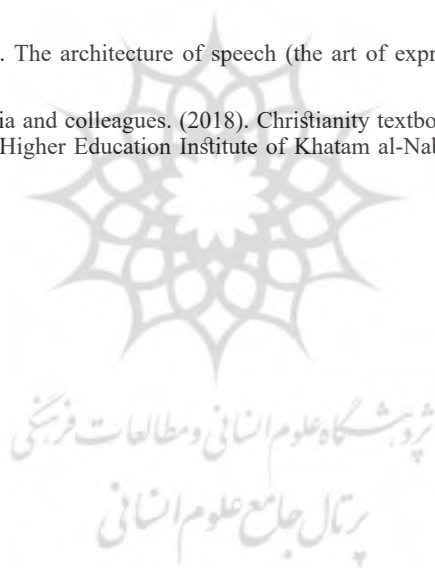 . The architecture of speech (the art of expr
ia and colleagues. (2018). Christianity textbo
Higher Education Institute of Khatam al-Nab
پژوهشگاه علوم انسانی و مطالعات فرهنگی
پرتال جامع علوم انسانی